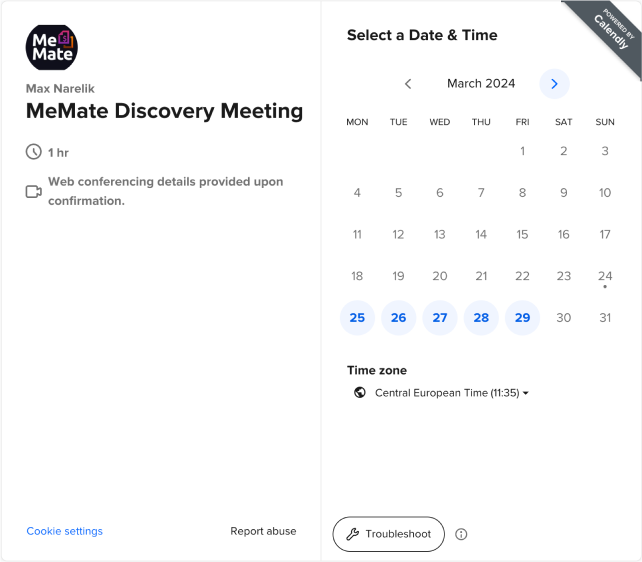 Me
Mate
Max Narelik
MeMate Discovery Meeting
1 hr
Web conferencing details provided upon
confirmation.
Cookie settings
Report abuse
Select a Date & Time
POWERED BY
Calendly
March 2024
MON TUE WED THU FRI SAT SUN
1 2 3
4 5 6 7 8 9 10
11 12 13 14 15 16 17
18 19 20 21 22 23 24
25 26 27 28 29 30 31
Time zone
Central European Time (11:35)
Troubleshoot